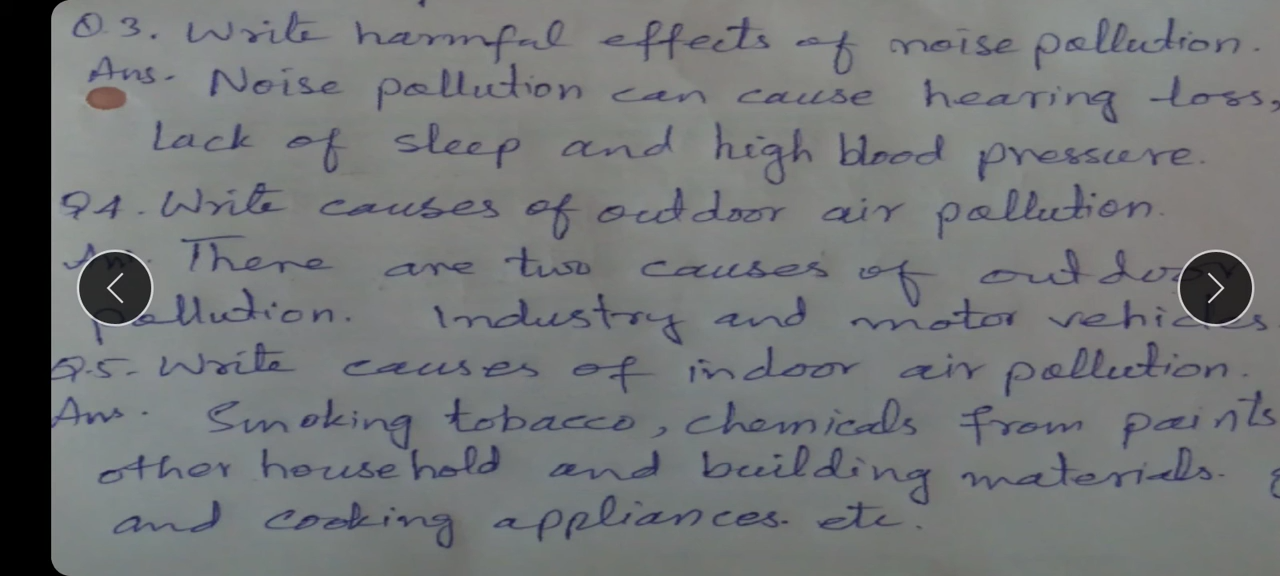 Q.3. Write harmful effects of noise pollution.
Ans. Noise pollution can cause hearing loss,
Lack of sleep and high blood pressure.
Q4. Write causes of outdoor air pollution.
An. There are two causes of outdoor
pollution. Industry and motor vehicles
Q.5. Write causes of indoor air pollution.
Ans. Smoking tobacco, chemicals from paints
other household and building materials.
and cooking appliances. etc.